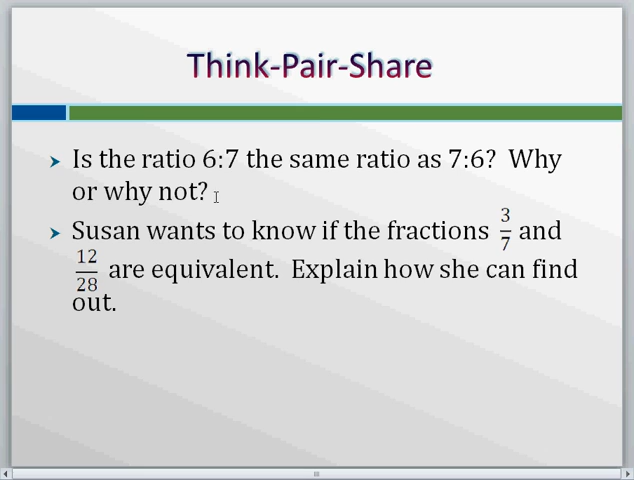 Think-Pair-Share
Is the ratio 6:7 the same ratio as 7:6? Why
or why not?
Susan wants to know if the fractions 3/7 and
12/28 are equivalent. Explain how she can find
out.